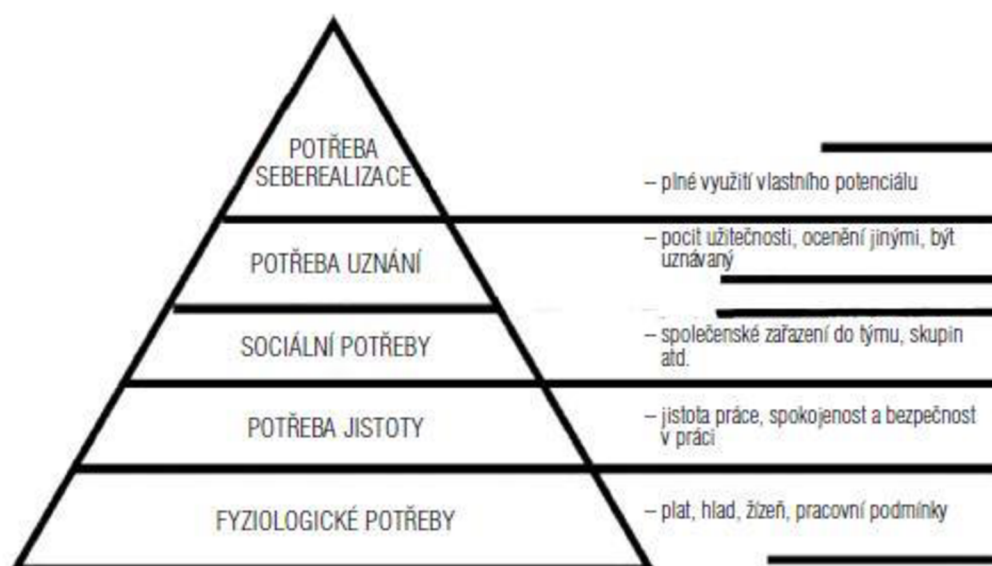 POTŘEBA
SEBEREALIZACE
– plné využití vlastního potenciálu
POTŘEBA UZNÁNÍ
– pocit užitečnosti, ocenění jinými, být
uznávaný
SOCIÁLNÍ POTŘEBY
– společenské zařazení do týmu, skupin
atd.
POTŘEBA JISTOTY
– jistota práce, spokojenost a bezpečnost
v práci
FYZIOLOGICKÉ POTŘEBY
– plat, hlad, žízeň, pracovní podmínky